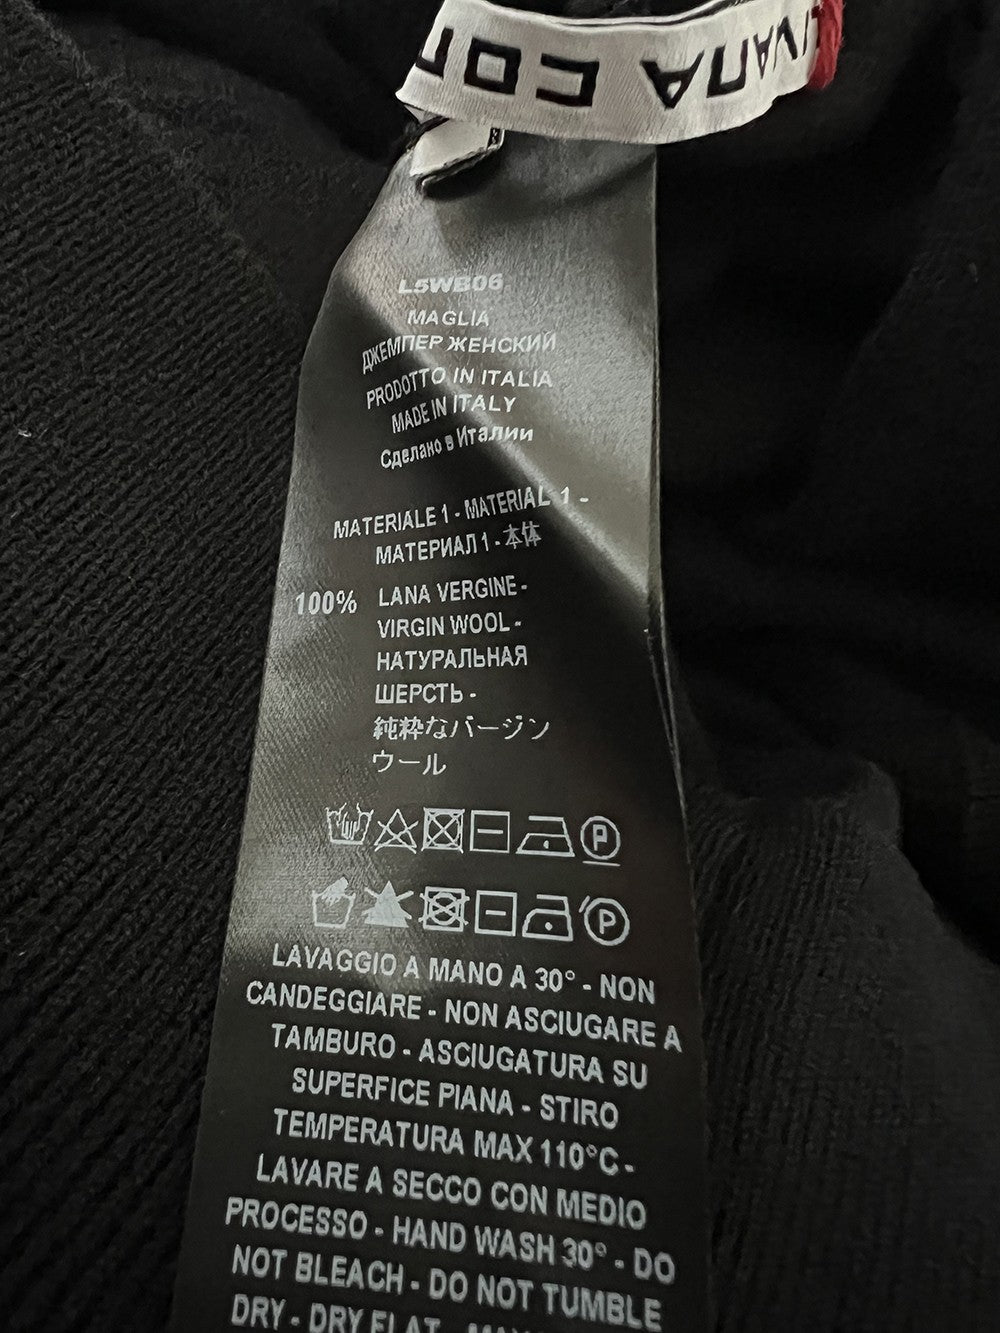 L5WB06
MAGLIA
ДЖЕМПЕР ЖЕНСКИЙ
PRODOTTO IN ITALIA
MADE IN ITALY
Сделано в Италии
MATERIALE 1 - MATERIAL 1 -
МАТЕРИАЛ 1 - 本体
100% LANA VERGINE -
VIRGIN WOOL -
НАТУРАЛЬНАЯ
ШЕРСТЬ -
純粋なバージン
ウール
P
P
LAVAGGIO A MANO A 30° - NON
CANDEGGIARE - NON ASCIUGARE A
TAMBURO - ASCIUGATURA SU
SUPERFICE PIANA - STIRO
TEMPERATURA MAX 110°C -
LAVARE A SECCO CON MEDIO
PROCESSO - HAND WASH 30° - DO
NOT BLEACH - DO NOT TUMBLE
DRY - DRY FLAT -